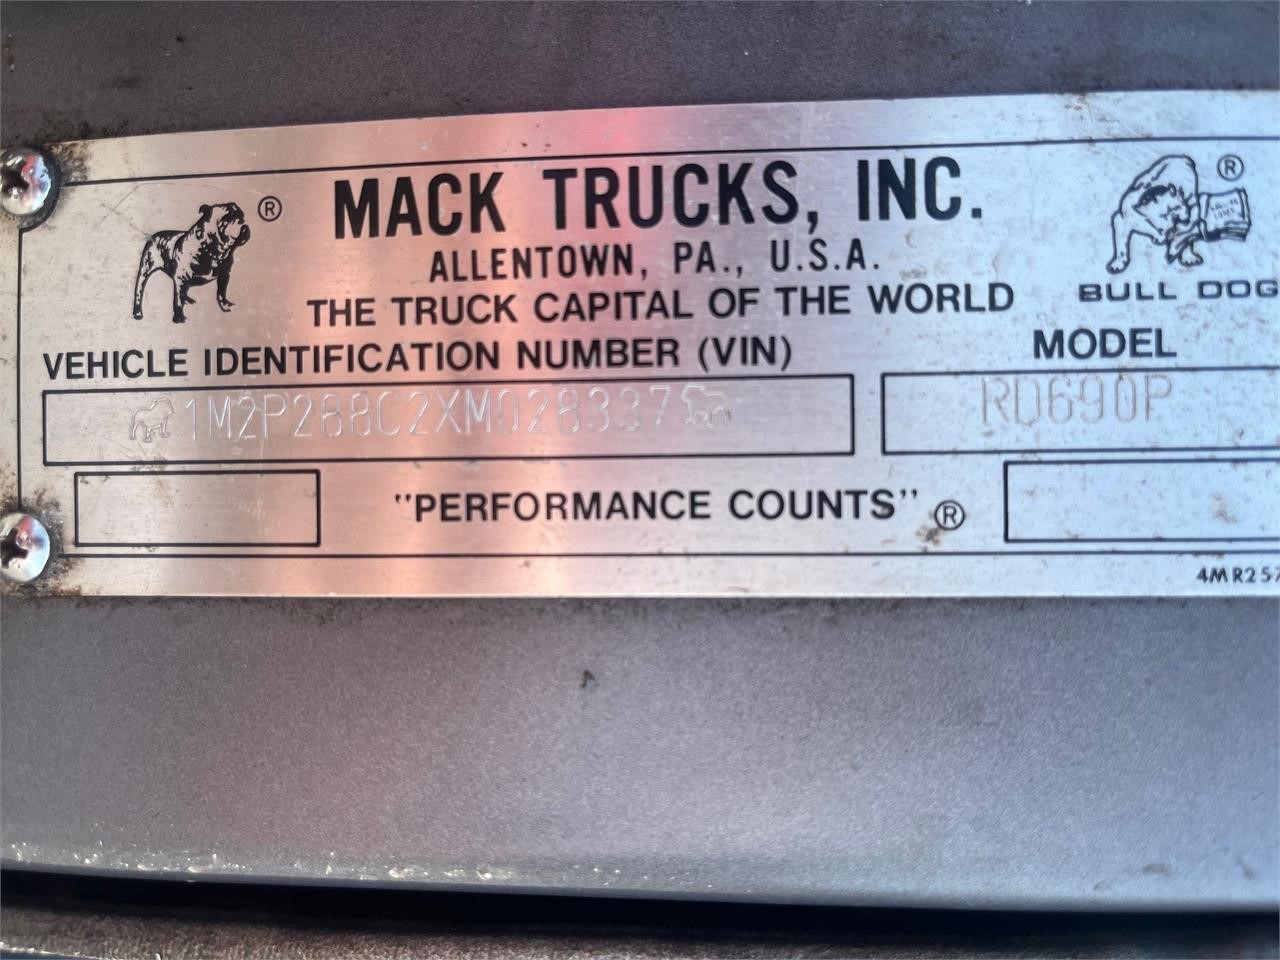 MACK TRUCKS, INC.
ALLENTOWN, PA., U.S.A.
THE TRUCK CAPITAL OF THE WORLD
®
®
BULL DOG
VEHICLE IDENTIFICATION NUMBER (VIN)
MODEL
1M2P288C2XM028337
RD690P
"PERFORMANCE COUNTS" ®
4MR257